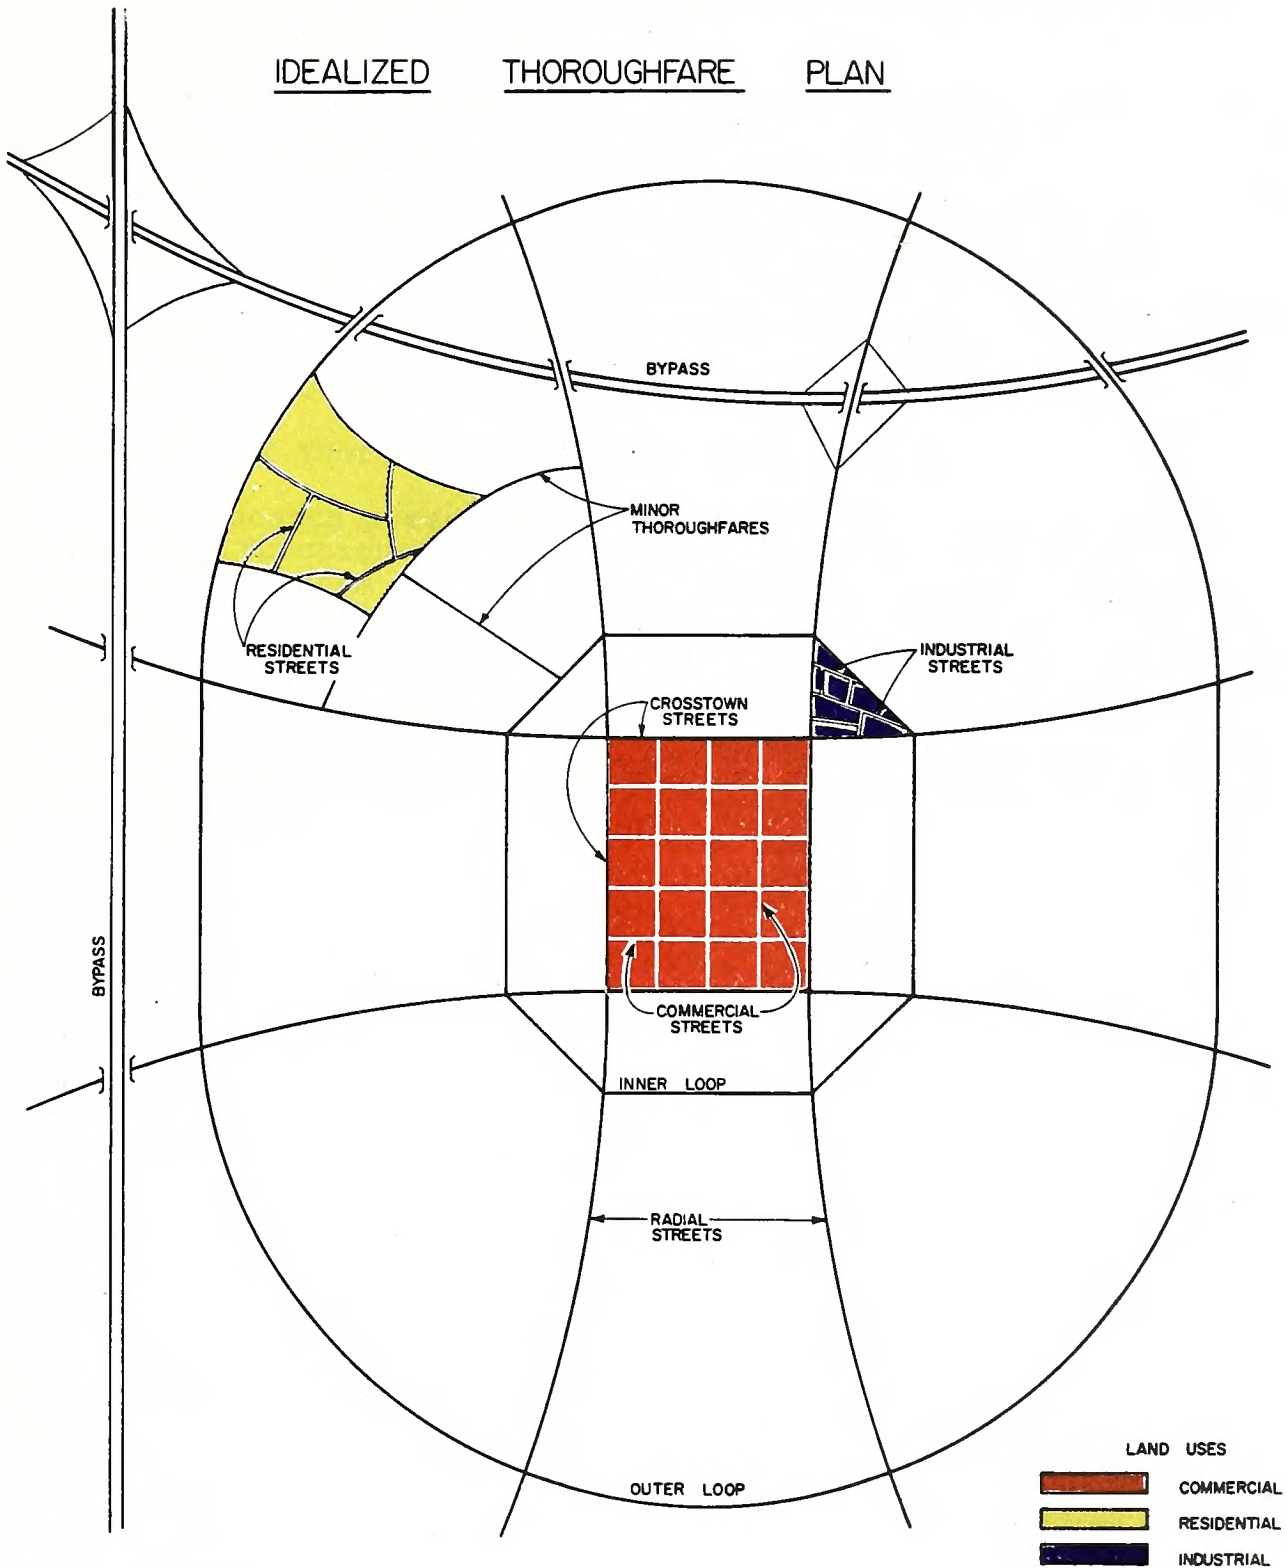 IDEALIZED THOROUGHFARE PLAN
BYPASS
MINOR
THOROUGHFARES
RESIDENTIAL
STREETS
INDUSTRIAL
STREETS
CROSSTOWN
STREETS
BYPASS
COMMERCIAL
STREETS
INNER LOOP
RADIAL
STREETS
OUTER LOOP
LAND USES
COMMERCIAL
RESIDENTIAL
INDUSTRIAL